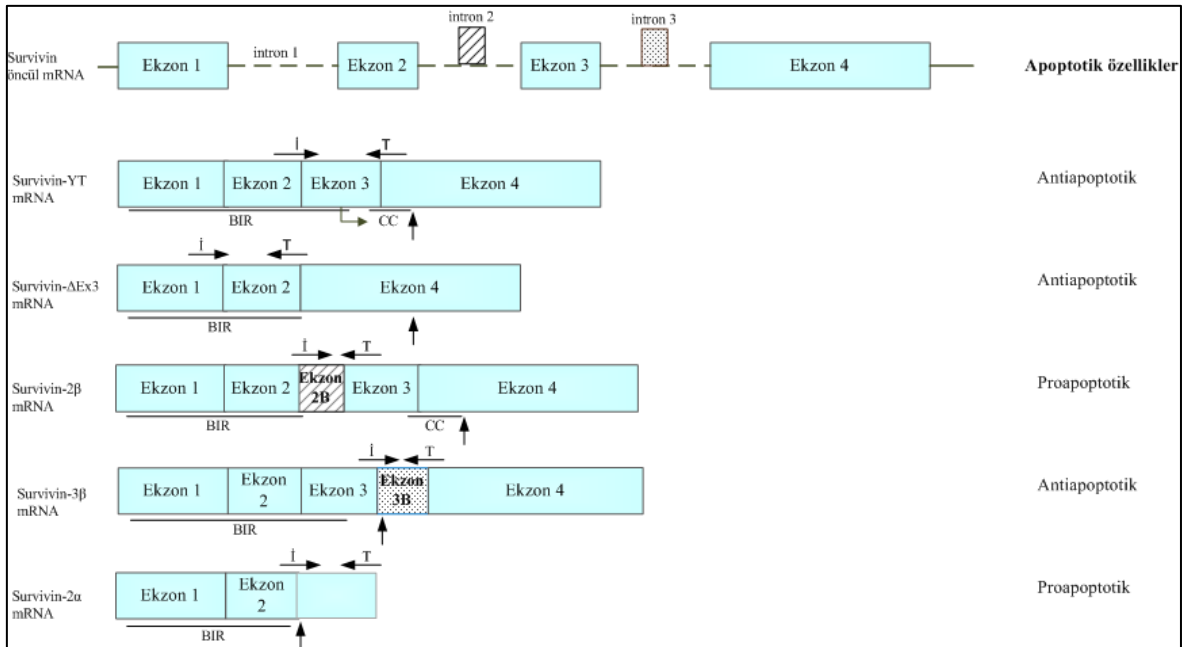 intron 2
intron 3
Survivin
öncül mRNA
Ekzon 1
intron 1
Ekzon 2
Ekzon 3
Ekzon 4
Apoptotik özellikler
İ
T
Survivin-YT
mRNA
Ekzon 1
Ekzon 2
Ekzon 3
Ekzon 4
Antiapoptotik
BIR
CC
İ
T
Survivin-ΔEx3
mRNA
Ekzon 1
Ekzon 2
Ekzon 4
Antiapoptotik
BIR
İ
T
Survivin-2β
mRNA
Ekzon 1
Ekzon 2
Ekzon
2B
Ekzon 3
Ekzon 4
Proapoptotik
BIR
CC
İ
T
Survivin-3β
mRNA
Ekzon 1
Ekzon
2
Ekzon 3
Ekzon
3B
Ekzon 4
Antiapoptotik
BIR
İ
T
Survivin-2α
mRNA
Ekzon 1
Ekzon
2
Proapoptotik
BIR